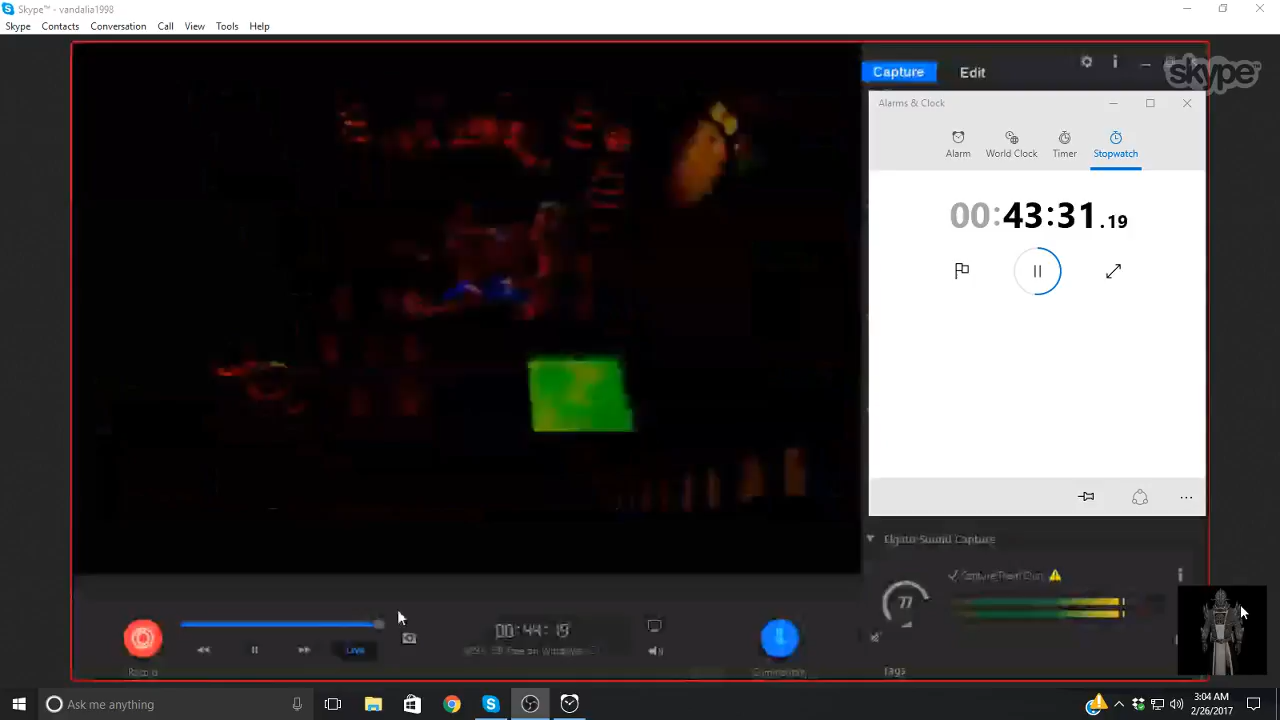 Skype™ - vandalia1998
Skype Contacts Conversation Call View Tools Help
Capture Edit
skype™
Alarms & Clock
Alarm World Clock Timer Stopwatch
00:43:31.19
Elgato Sound Capture
77
00:44:19
LIVE
Tags
Ask me anything
3:04 AM
2/26/2017